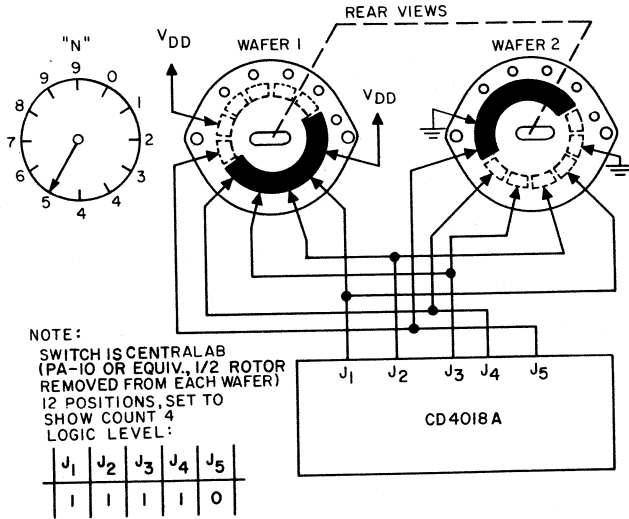 REAR VIEWS
"N"
VDD
WAFER 1
WAFER 2
VDD
9
9
0
8
1
7
2
6
3
5
4
4
NOTE:
SWITCH IS CENTRALAB
(PA-10 OR EQUIV., 1/2 ROTOR
REMOVED FROM EACH WAFER)
12 POSITIONS, SET TO
SHOW COUNT 4
LOGIC LEVEL:
J1 J2 J3 J4 J5
1 1 1 1 0
J1 J2 J3 J4 J5
CD4018A